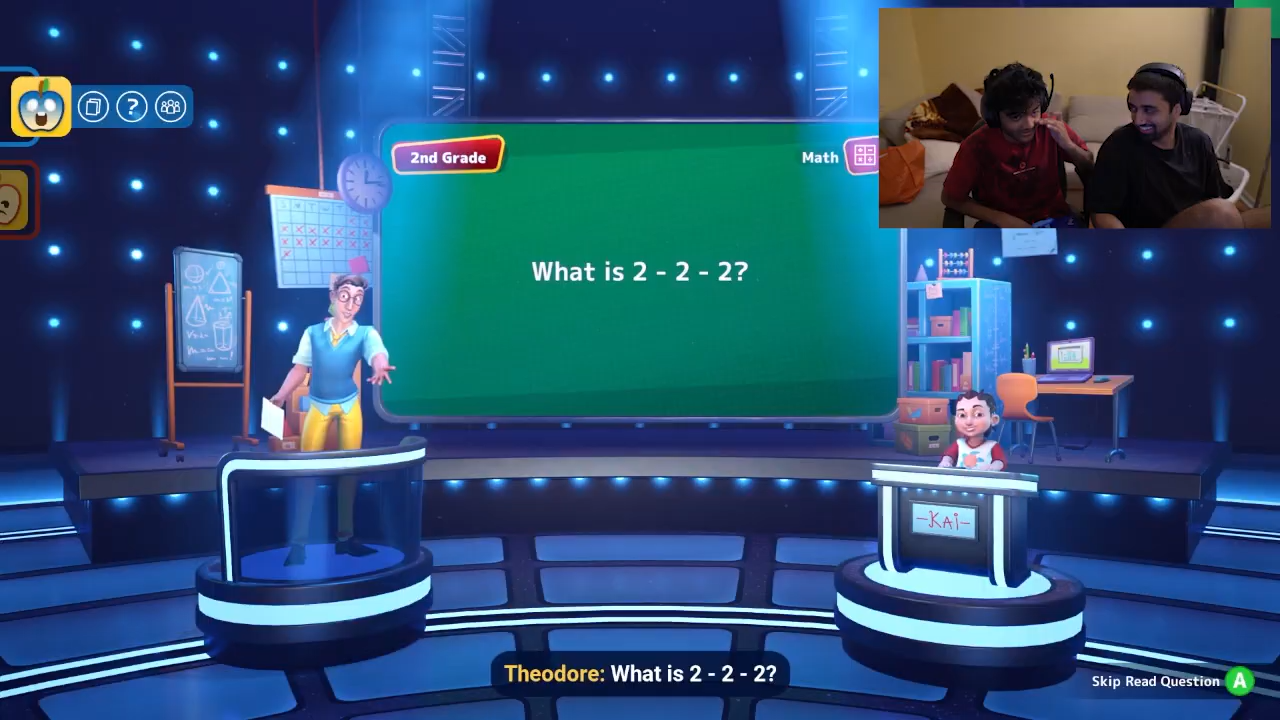 2nd Grade
Math
What is 2 - 2 - 2?
?
-KAI-
Theodore: What is 2 - 2 - 2?
Skip Read Question A